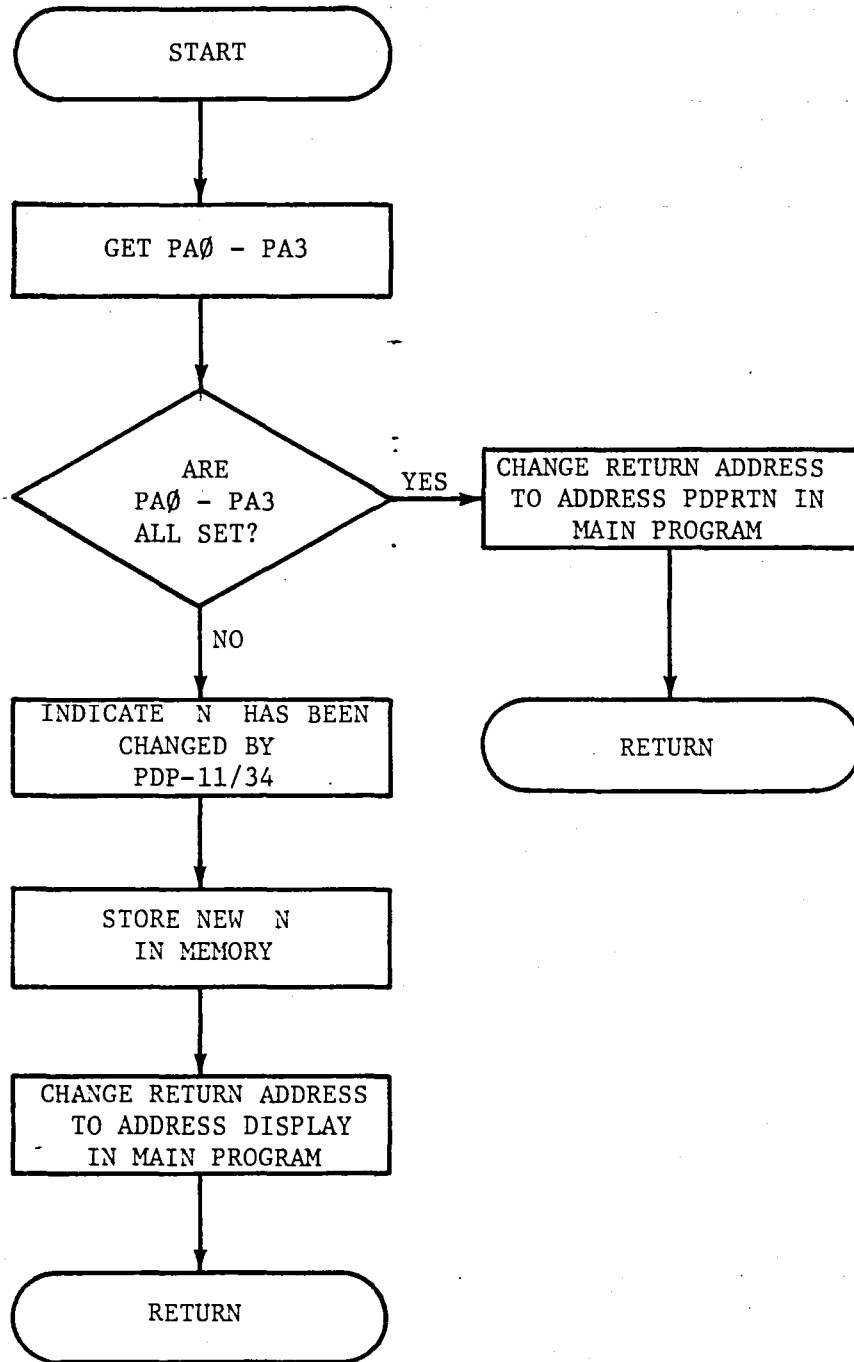 START
GET PAØ - PA3
ARE
PAØ - PA3
ALL SET?
YES
CHANGE RETURN ADDRESS
TO ADDRESS PDPRTN IN
MAIN PROGRAM
RETURN
NO
INDICATE N HAS BEEN
CHANGED BY
PDP-11/34
STORE NEW N
IN MEMORY
CHANGE RETURN ADDRESS
TO ADDRESS DISPLAY
IN MAIN PROGRAM
RETURN